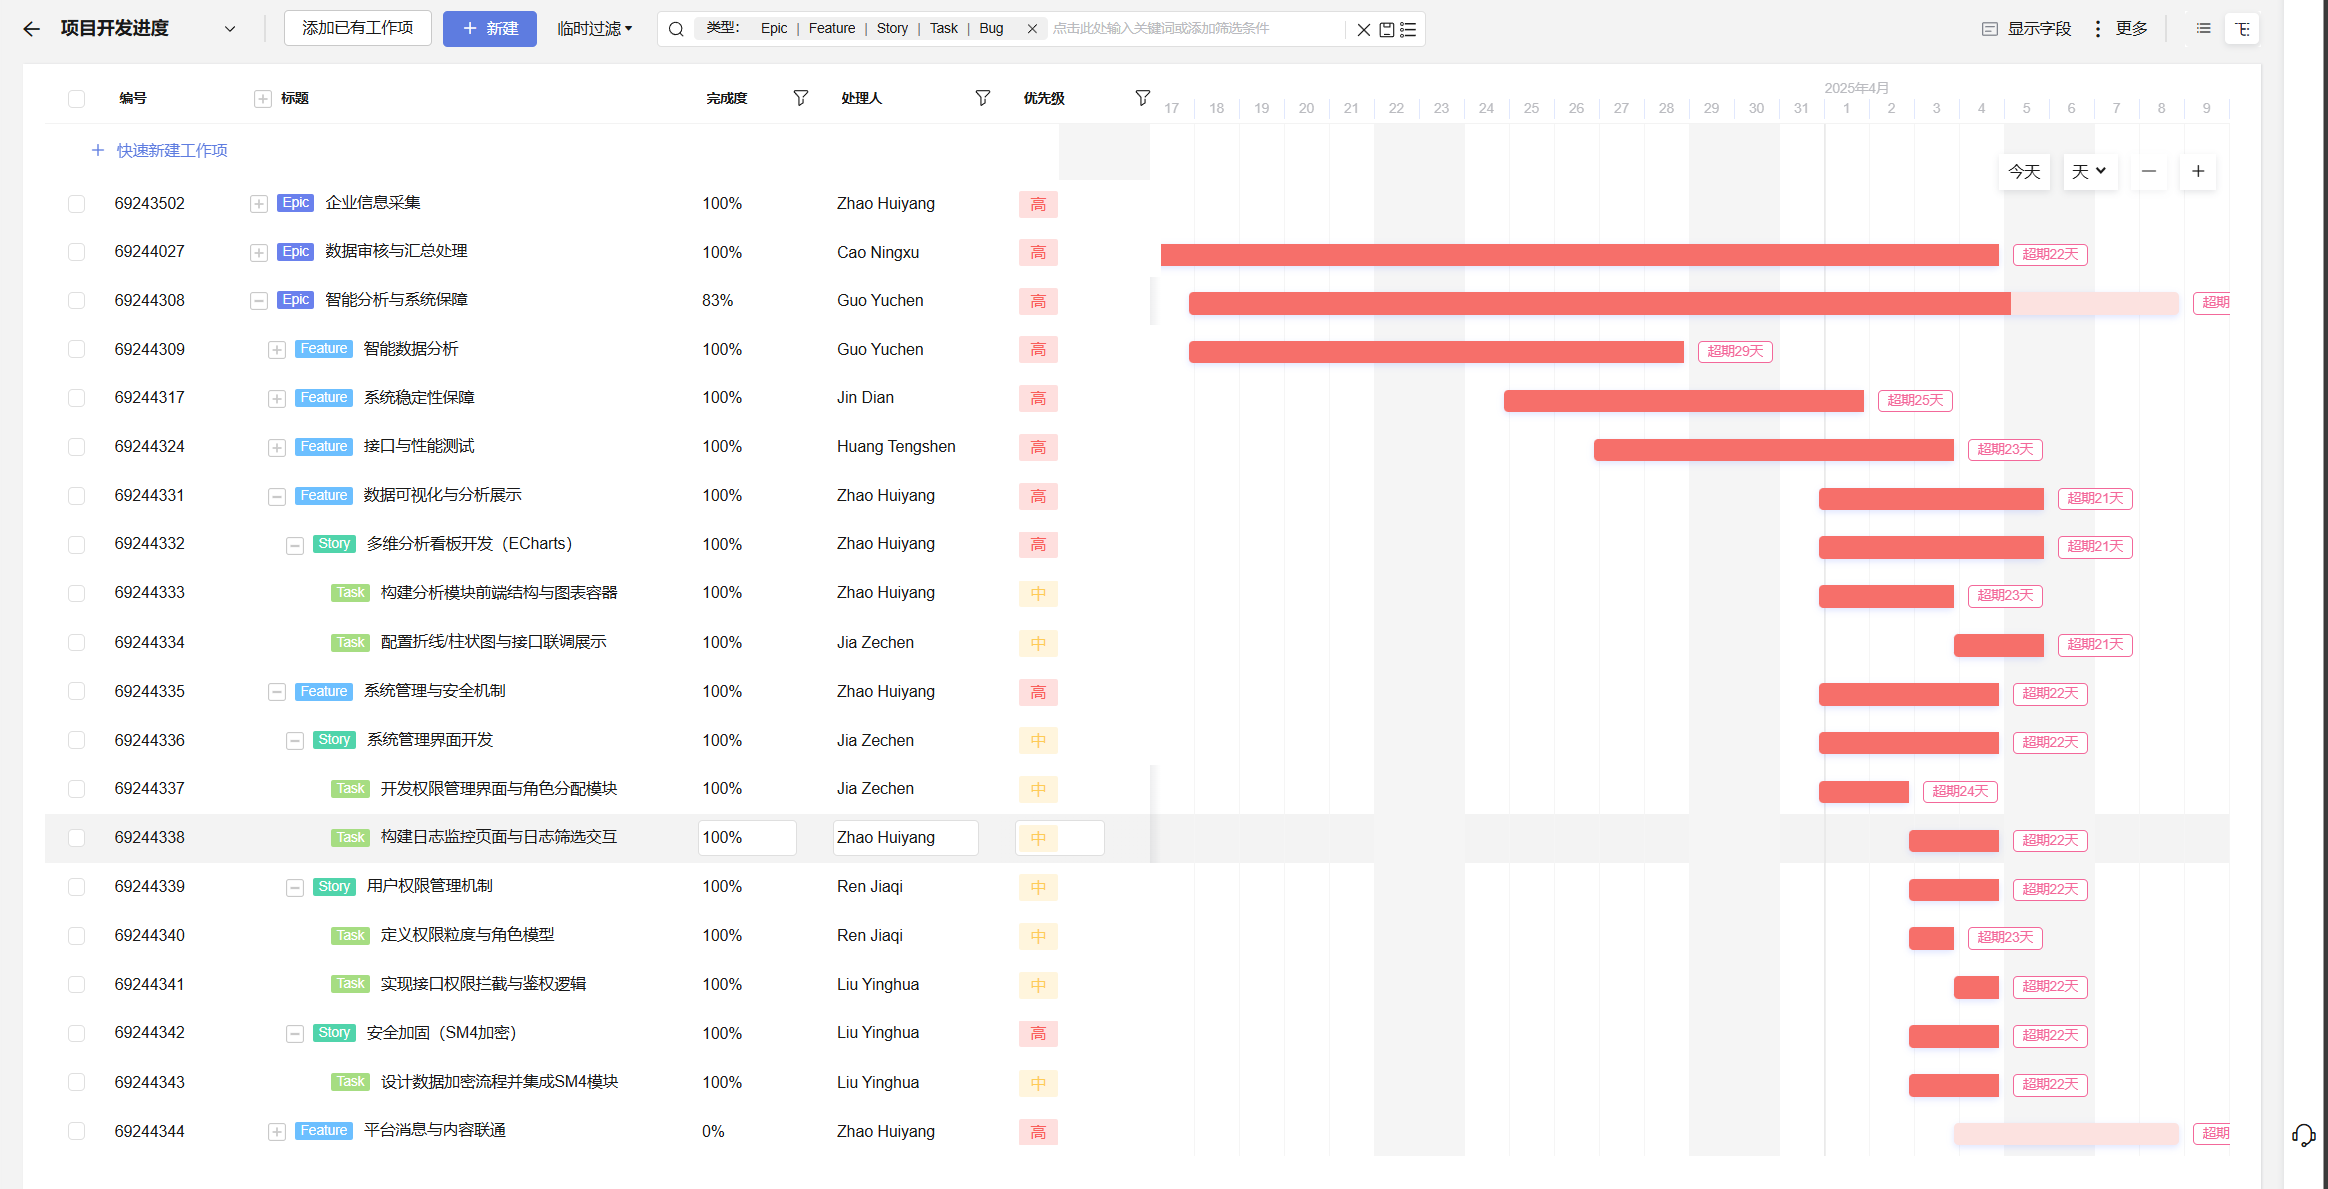 项目开发进度 添加已有工作项 新建 临时过滤 类型： Epic | Feature | Story | Task | Bug 点击此处输入关键词或添加筛选条件 显示字段 更多
编号 标题 完成度 处理人 优先级 2025年4月
17 18 19 20 21 22 23 24 25 26 27 28 29 30 31 1 2 3 4 5 6 7 8 9
快速新建工作项
今天 天
69243502 Epic 企业信息采集 100% Zhao Huiyang 高
69244027 Epic 数据审核与汇总处理 100% Cao Ningxu 高 超期22天
69244308 Epic 智能分析与系统保障 83% Guo Yuchen 高 超期
69244309 Feature 智能数据分析 100% Guo Yuchen 高 超期29天
69244317 Feature 系统稳定性保障 100% Jin Dian 高 超期25天
69244324 Feature 接口与性能测试 100% Huang Tengshen 高 超期23天
69244331 Feature 数据可视化与分析展示 100% Zhao Huiyang 高 超期21天
69244332 Story 多维分析看板开发（ECharts） 100% Zhao Huiyang 高 超期21天
69244333 Task 构建分析模块前端结构与图表容器 100% Zhao Huiyang 中 超期23天
69244334 Task 配置折线/柱状图与接口联调展示 100% Jia Zechen 中 超期21天
69244335 Feature 系统管理与安全机制 100% Zhao Huiyang 高 超期22天
69244336 Story 系统管理界面开发 100% Jia Zechen 中 超期22天
69244337 Task 开发权限管理界面与角色分配模块 100% Jia Zechen 中 超期24天
69244338 Task 构建日志监控页面与日志筛选交互 100% Zhao Huiyang 中 超期22天
69244339 Story 用户权限管理机制 100% Ren Jiaqi 中 超期22天
69244340 Task 定义权限粒度与角色模型 100% Ren Jiaqi 中 超期23天
69244341 Task 实现接口权限拦截与鉴权逻辑 100% Liu Yinghua 中 超期22天
69244342 Story 安全加固（SM4加密） 100% Liu Yinghua 高 超期22天
69244343 Task 设计数据加密流程并集成SM4模块 100% Liu Yinghua 中 超期22天
69244344 Feature 平台消息与内容联通 0% Zhao Huiyang 高 超期